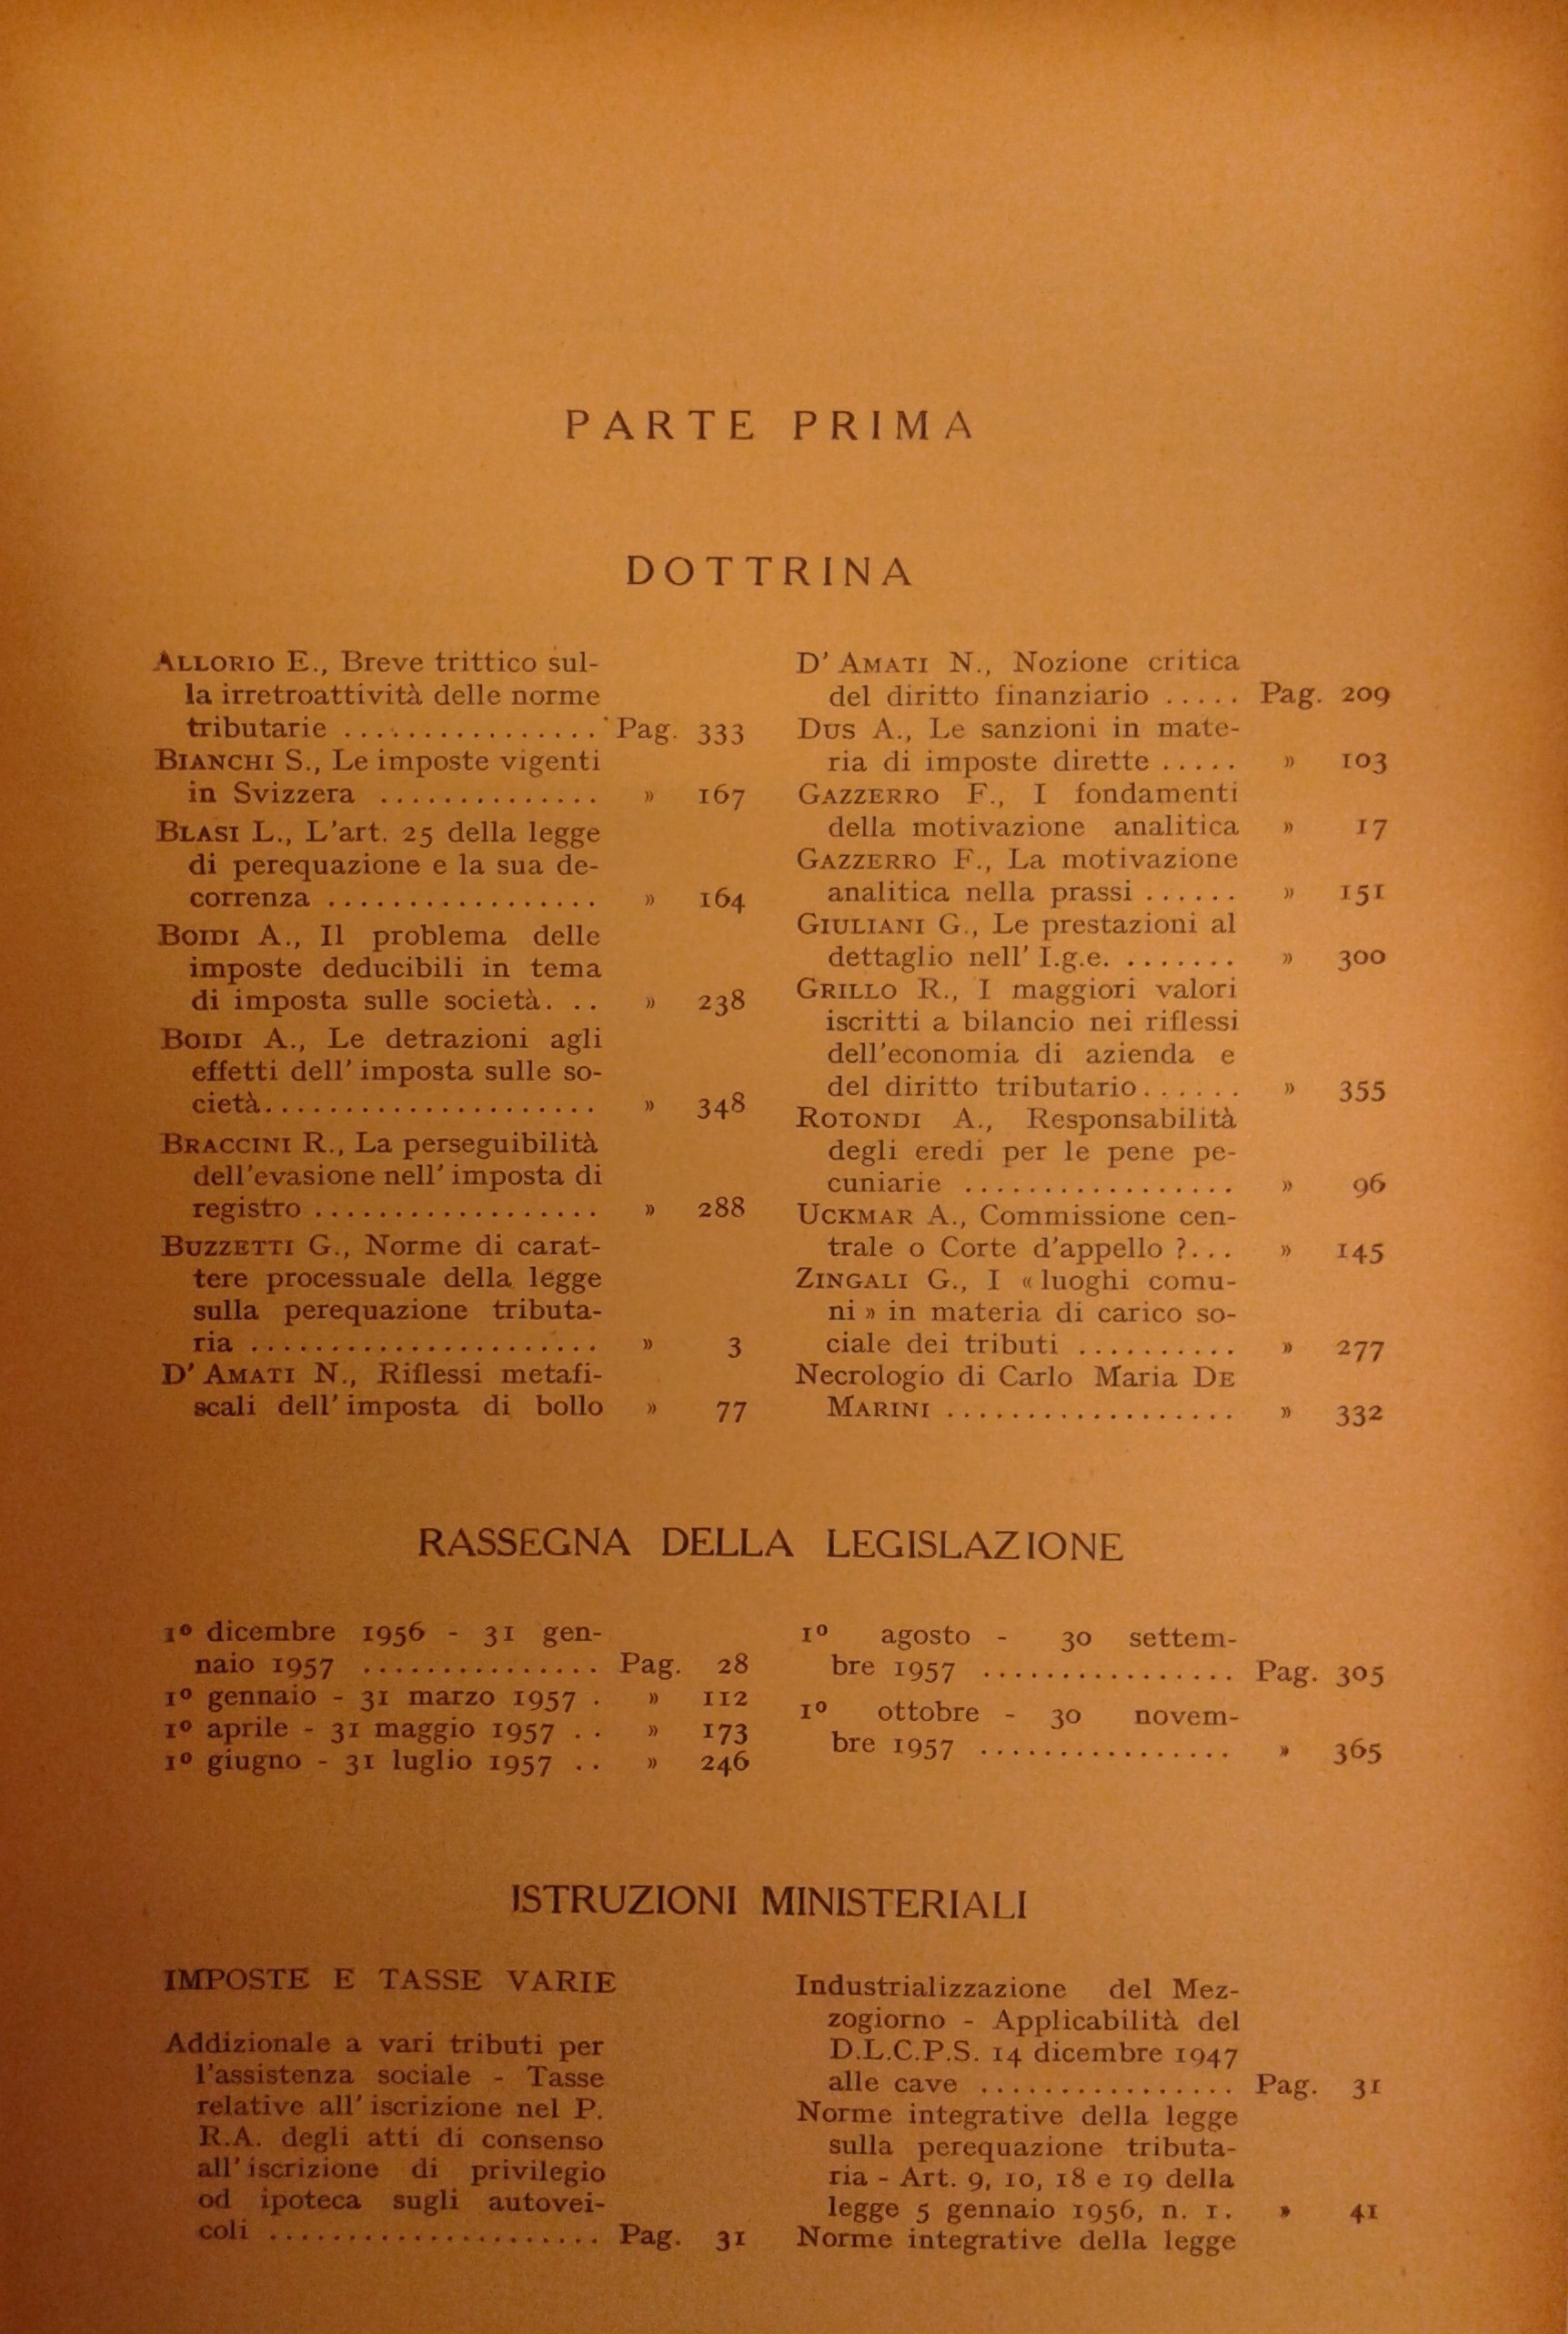 PARTE PRIMA
DOTTRINA
ALLORIO E., Breve trittico sul-
la irretroattività delle norme
tributarie ................ Pag. 333
BIANCHI S., Le imposte vigenti
in Svizzera .............. » 167
BLASI L., L'art. 25 della legge
di perequazione e la sua de-
correnza ................. » 164
BOIDI A., Il problema delle
imposte deducibili in tema
di imposta sulle società. .. » 238
BOIDI A., Le detrazioni agli
effetti dell' imposta sulle so-
cietà..................... » 348
BRACCINI R., La perseguibilità
dell'evasione nell' imposta di
registro .................. » 288
BUZZETTI G., Norme di carat-
tere processuale della legge
sulla perequazione tributa-
ria ...................... » 3
D' AMATI N., Riflessi metafi-
scali dell' imposta di bollo » 77
D' AMATI N., Nozione critica
del diritto finanziario ..... Pag. 209
DUS A., Le sanzioni in mate-
ria di imposte dirette ..... » 103
GAZZERRO F., I fondamenti
della motivazione analitica » 17
GAZZERRO F., La motivazione
analitica nella prassi ...... » 151
GIULIANI G., Le prestazioni al
dettaglio nell' I.g.e. ....... » 300
GRILLO R., I maggiori valori
iscritti a bilancio nei riflessi
dell'economia di azienda e
del diritto tributario...... » 355
ROTONDI A., Responsabilità
degli eredi per le pene pe-
cuniarie ................. » 96
UCKMAR A., Commissione cen-
trale o Corte d'appello ?... » 145
ZINGALI G., I « luoghi comu-
ni » in materia di carico so-
ciale dei tributi .......... » 277
Necrologio di Carlo Maria DE
MARINI .................. » 332
RASSEGNA DELLA LEGISLAZIONE
1º dicembre 1956 - 31 gen-
naio 1957 ............... Pag. 28
1º gennaio - 31 marzo 1957 . » 112
1º aprile - 31 maggio 1957 .. » 173
1º giugno - 31 luglio 1957 .. » 246
1º agosto - 30 settem-
bre 1957 ................ Pag. 305
1º ottobre - 30 novem-
bre 1957 ................ » 365
ISTRUZIONI MINISTERIALI
IMPOSTE E TASSE VARIE
Addizionale a vari tributi per
l'assistenza sociale - Tasse
relative all' iscrizione nel P.
R.A. degli atti di consenso
all' iscrizione di privilegio
od ipoteca sugli autovei-
coli ..................... Pag. 31
Industrializzazione del Mez-
zogiorno - Applicabilità del
D.L.C.P.S. 14 dicembre 1947
alle cave ................ Pag. 31
Norme integrative della legge
sulla perequazione tributa-
ria - Art. 9, 10, 18 e 19 della
legge 5 gennaio 1956, n. 1. » 41
Norme integrative della legge